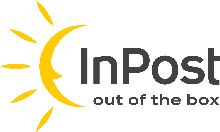 InPost
out of the box